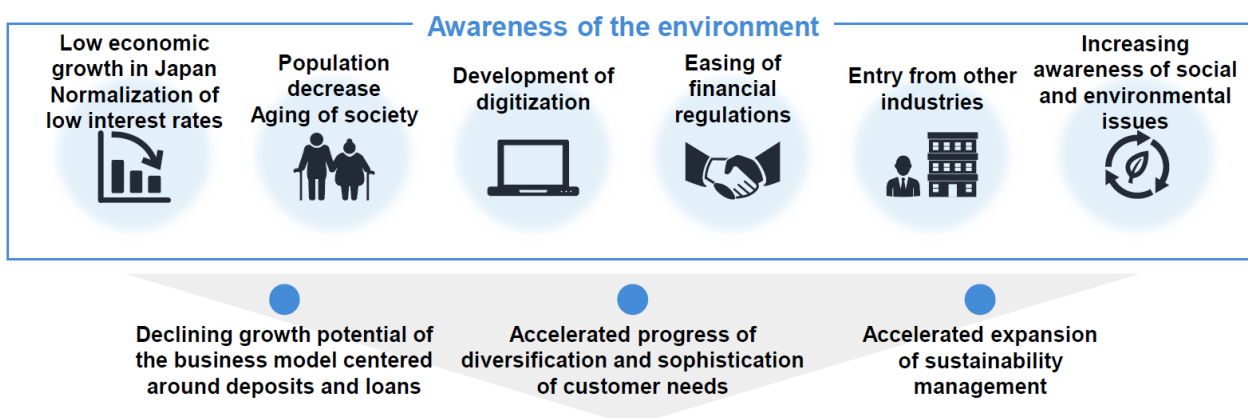 Awareness of the environment
Low economic
growth in Japan
Normalization of
low interest rates
Population
decrease
Aging of society
Development of
digitization
Easing of
financial
regulations
Entry from other
industries
Increasing
awareness of social
and environmental
issues
Declining growth potential of
the business model centered
around deposits and loans
Accelerated progress of
diversification and sophistication
of customer needs
Accelerated expansion
of sustainability
management